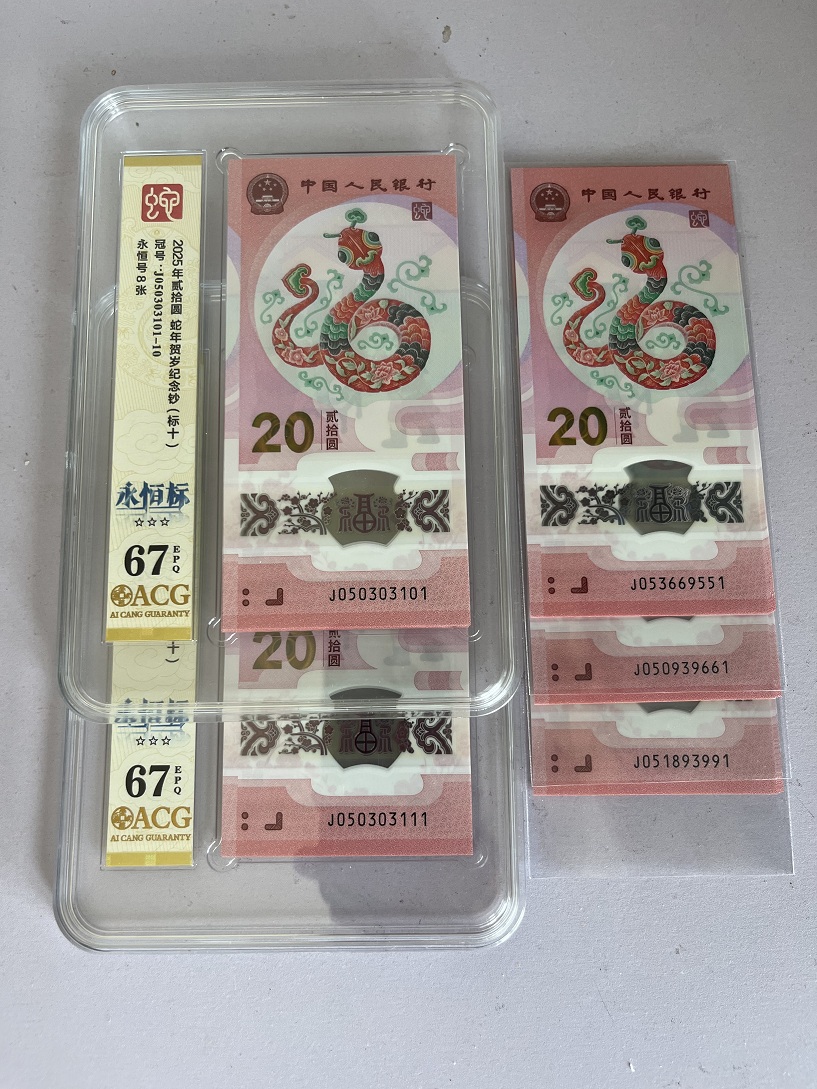 2025年贰拾圆 蛇年贺岁纪念钞（标十）
冠号：J050303101-10
永恒号8张
永恒标
☆☆☆
67 EPQ
ACG
AI CANG GUARANTY
中国人民银行
20 贰拾圆
福
J050303101
十）
永恒标
☆☆☆
67 EPQ
ACG
AI CANG GUARANTY
20 贰拾圆
J050303111
中国人民银行
20 贰拾圆
福
J053669551
J050939661
J051893991